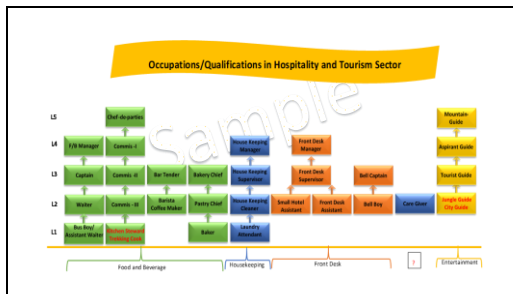 Occupations/Qualifications in Hospitality and Tourism Sector
Sample
L5
Chef-de-parties
Mountain
Guide
L4
F/B Manager
Commis-I
House Keeping
Manager
Front Desk
Manager
Aspirant Guide
L3
Captain
Commis-II
Bar Tender
Bakery Chief
House Keeping
Supervisor
Front Desk
Supervisor
Bell Captain
Tourist Guide
L2
Waiter
Commis-III
Barista
Coffee Maker
Pastry Chief
House Keeping
Cleaner
Small Hotel
Assistant
Front Desk
Assistant
Bell Boy
Care Giver
Jungle Guide
City Guide
L1
Bus Boy/
Assistant Waiter
Kitchen Steward
Cooking Cook
Baker
Laundry
Attendant
Food and Beverage
Housekeeping
Front Desk
?
Entertainment